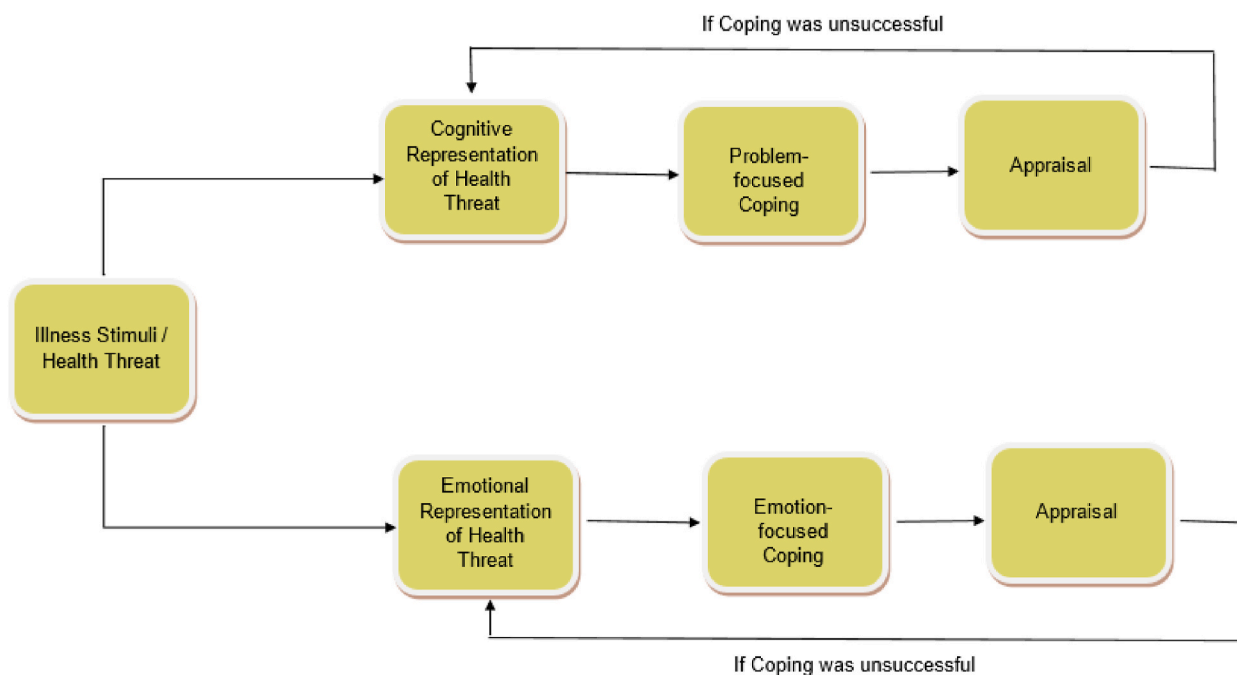 If Coping was unsuccessful
Cognitive
Representation
of Health
Threat
Problem-
focused
Coping
Appraisal
Illness Stimuli /
Health Threat
Emotional
Representation
of Health
Threat
Emotion-
focused
Coping
Appraisal
If Coping was unsuccessful